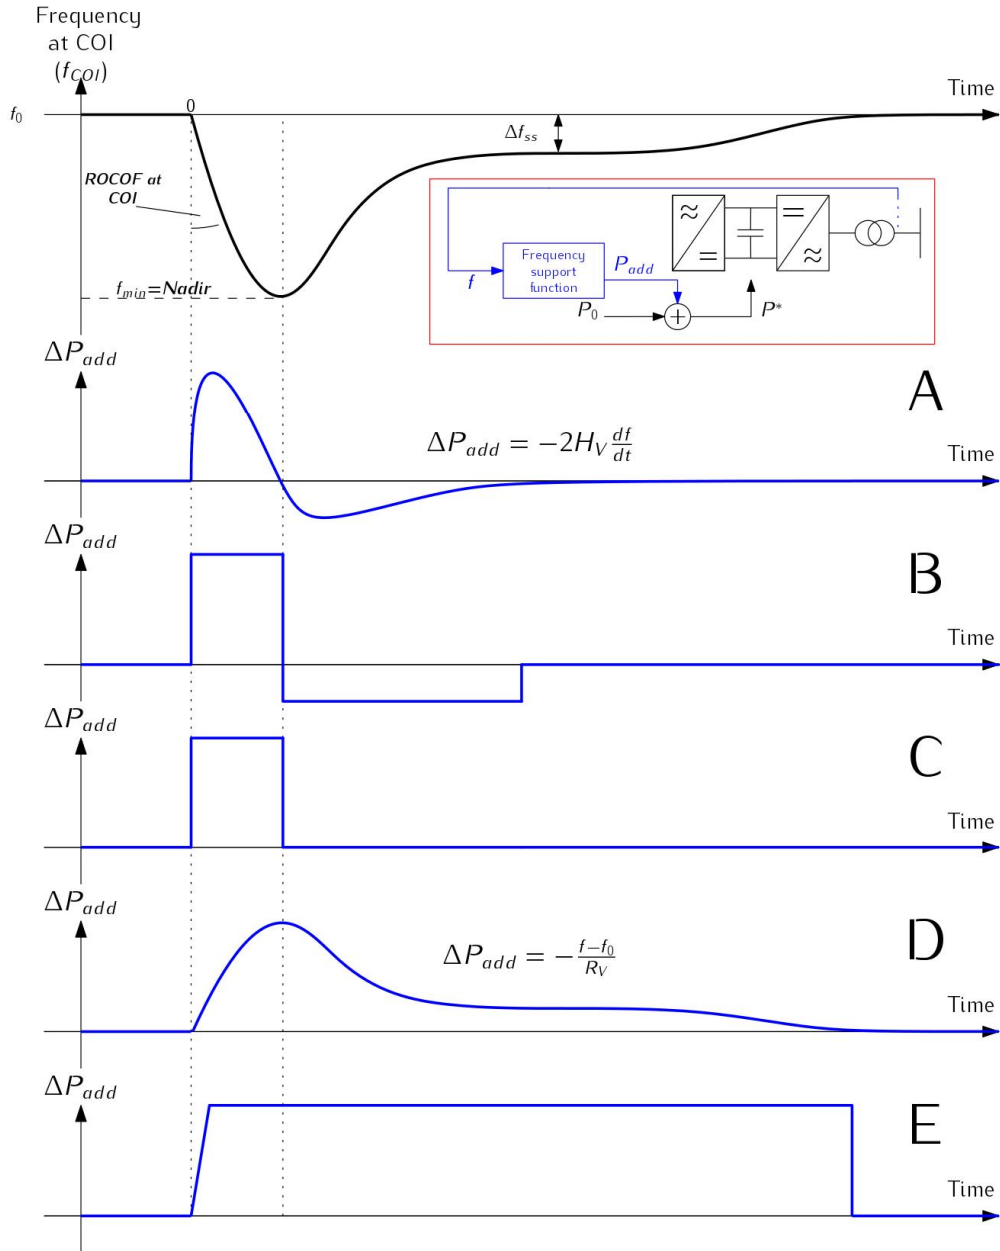 Frequency
at COI
(f_COI)
Time
f₀
0
Δf_ss
ROCOF at
COI
f_min=Nadir
Frequency
support
function
f
P_add
P₀
+
P*
≈
=
=
≈
ΔP_add
A
ΔP_add = −2H_V df/dt
Time
ΔP_add
B
Time
ΔP_add
C
Time
ΔP_add
D
ΔP_add = −(f−f₀)/R_V
Time
ΔP_add
E
Time